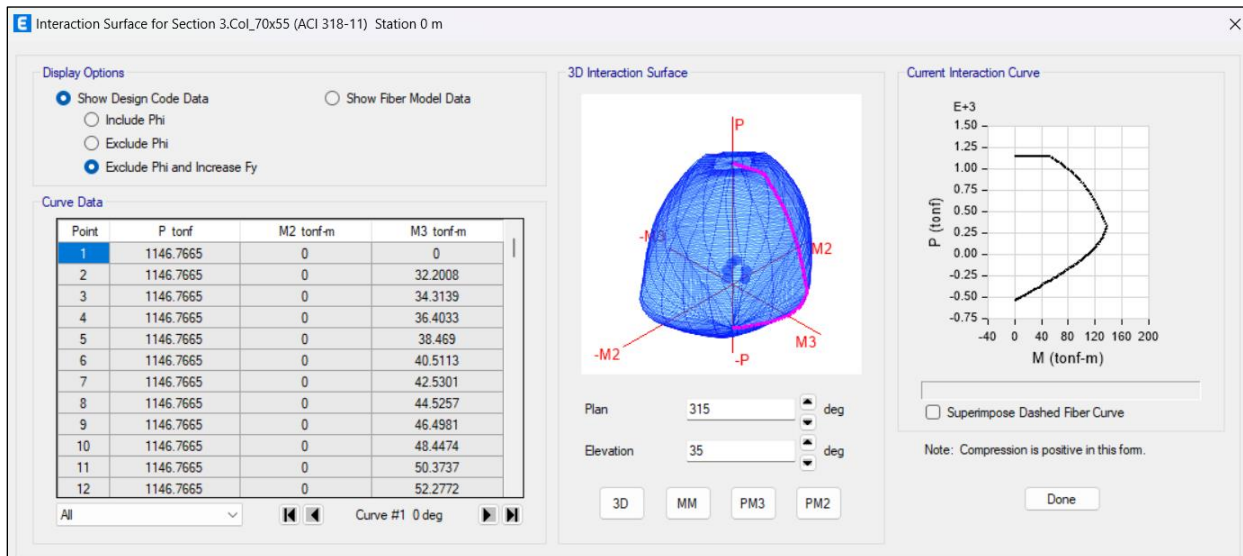 E Interaction Surface for Section 3.Col_70x55 (ACI 318-11) Station 0 m
Display Options
Show Design Code Data
Show Fiber Model Data
Include Phi
Exclude Phi
Exclude Phi and Increase Fy
Curve Data
Point P tonf M2 tonf-m M3 tonf-m
1 1146.7665 0 0
2 1146.7665 0 32.2008
3 1146.7665 0 34.3139
4 1146.7665 0 36.4033
5 1146.7665 0 38.469
6 1146.7665 0 40.5113
7 1146.7665 0 42.5301
8 1146.7665 0 44.5257
9 1146.7665 0 46.4981
10 1146.7665 0 48.4474
11 1146.7665 0 50.3737
12 1146.7665 0 52.2772
All
Curve #1 0 deg
3D Interaction Surface
P
-M3
M2
-M2
M3
-P
Plan 315 deg
Elevation 35 deg
3D MM PM3 PM2
Current Interaction Curve
E+3
1.50
1.25
1.00
0.75
0.50
0.25
0.00
-0.25
-0.50
-0.75
P (tonf)
-40 0 40 80 120 160 200
M (tonf-m)
Superimpose Dashed Fiber Curve
Note: Compression is positive in this form.
Done